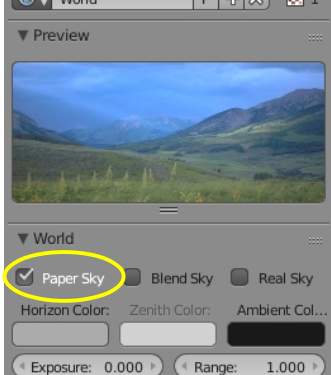 World F 1
Preview
World
Paper Sky Blend Sky Real Sky
Horizon Color: Zenith Color: Ambient Col...
Exposure: 0.000 Range: 1.000